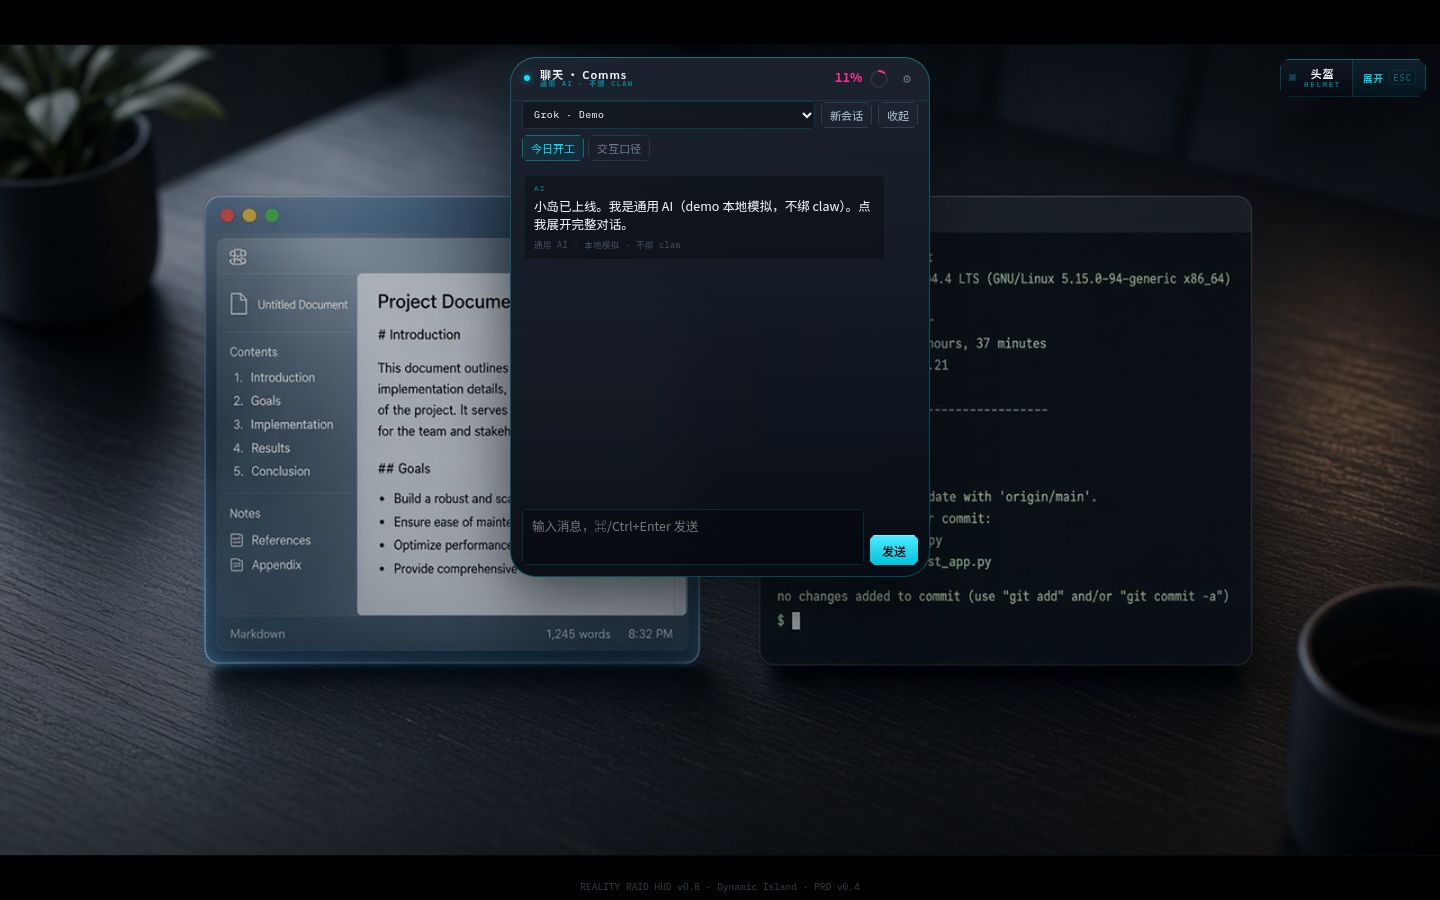 聊天 · Comms
通用 AI · 不绑 CLAW
11%
Grok · Demo
新会话
收起
今日开工
交互口径
AI
小岛已上线。我是通用 AI（demo 本地模拟，不绑 claw）。点
我展开完整对话。
通用 AI · 本地模拟 · 不绑 claw
输入消息，⌘/Ctrl+Enter 发送
发送
头盔
HELMET
展开
ESC
Untitled Document
Contents
1. Introduction
2. Goals
3. Implementation
4. Results
5. Conclusion
Notes
References
Appendix
Project Docume
# Introduction
This document outlines
implementation details,
of the project. It serves
for the team and stakeh
## Goals
• Build a robust and sca
• Ensure ease of mainte
• Optimize performance
• Provide comprehensive
Markdown
1,245 words
8:32 PM
4.4 LTS (GNU/Linux 5.15.0-94-generic x86_64)
hours, 37 minutes
.21
-----------------
date with 'origin/main'.
r commit:
py
st_app.py
no changes added to commit (use "git add" and/or "git commit -a")
$
REALITY RAID HUD v0.8 · Dynamic Island · PRD v0.4